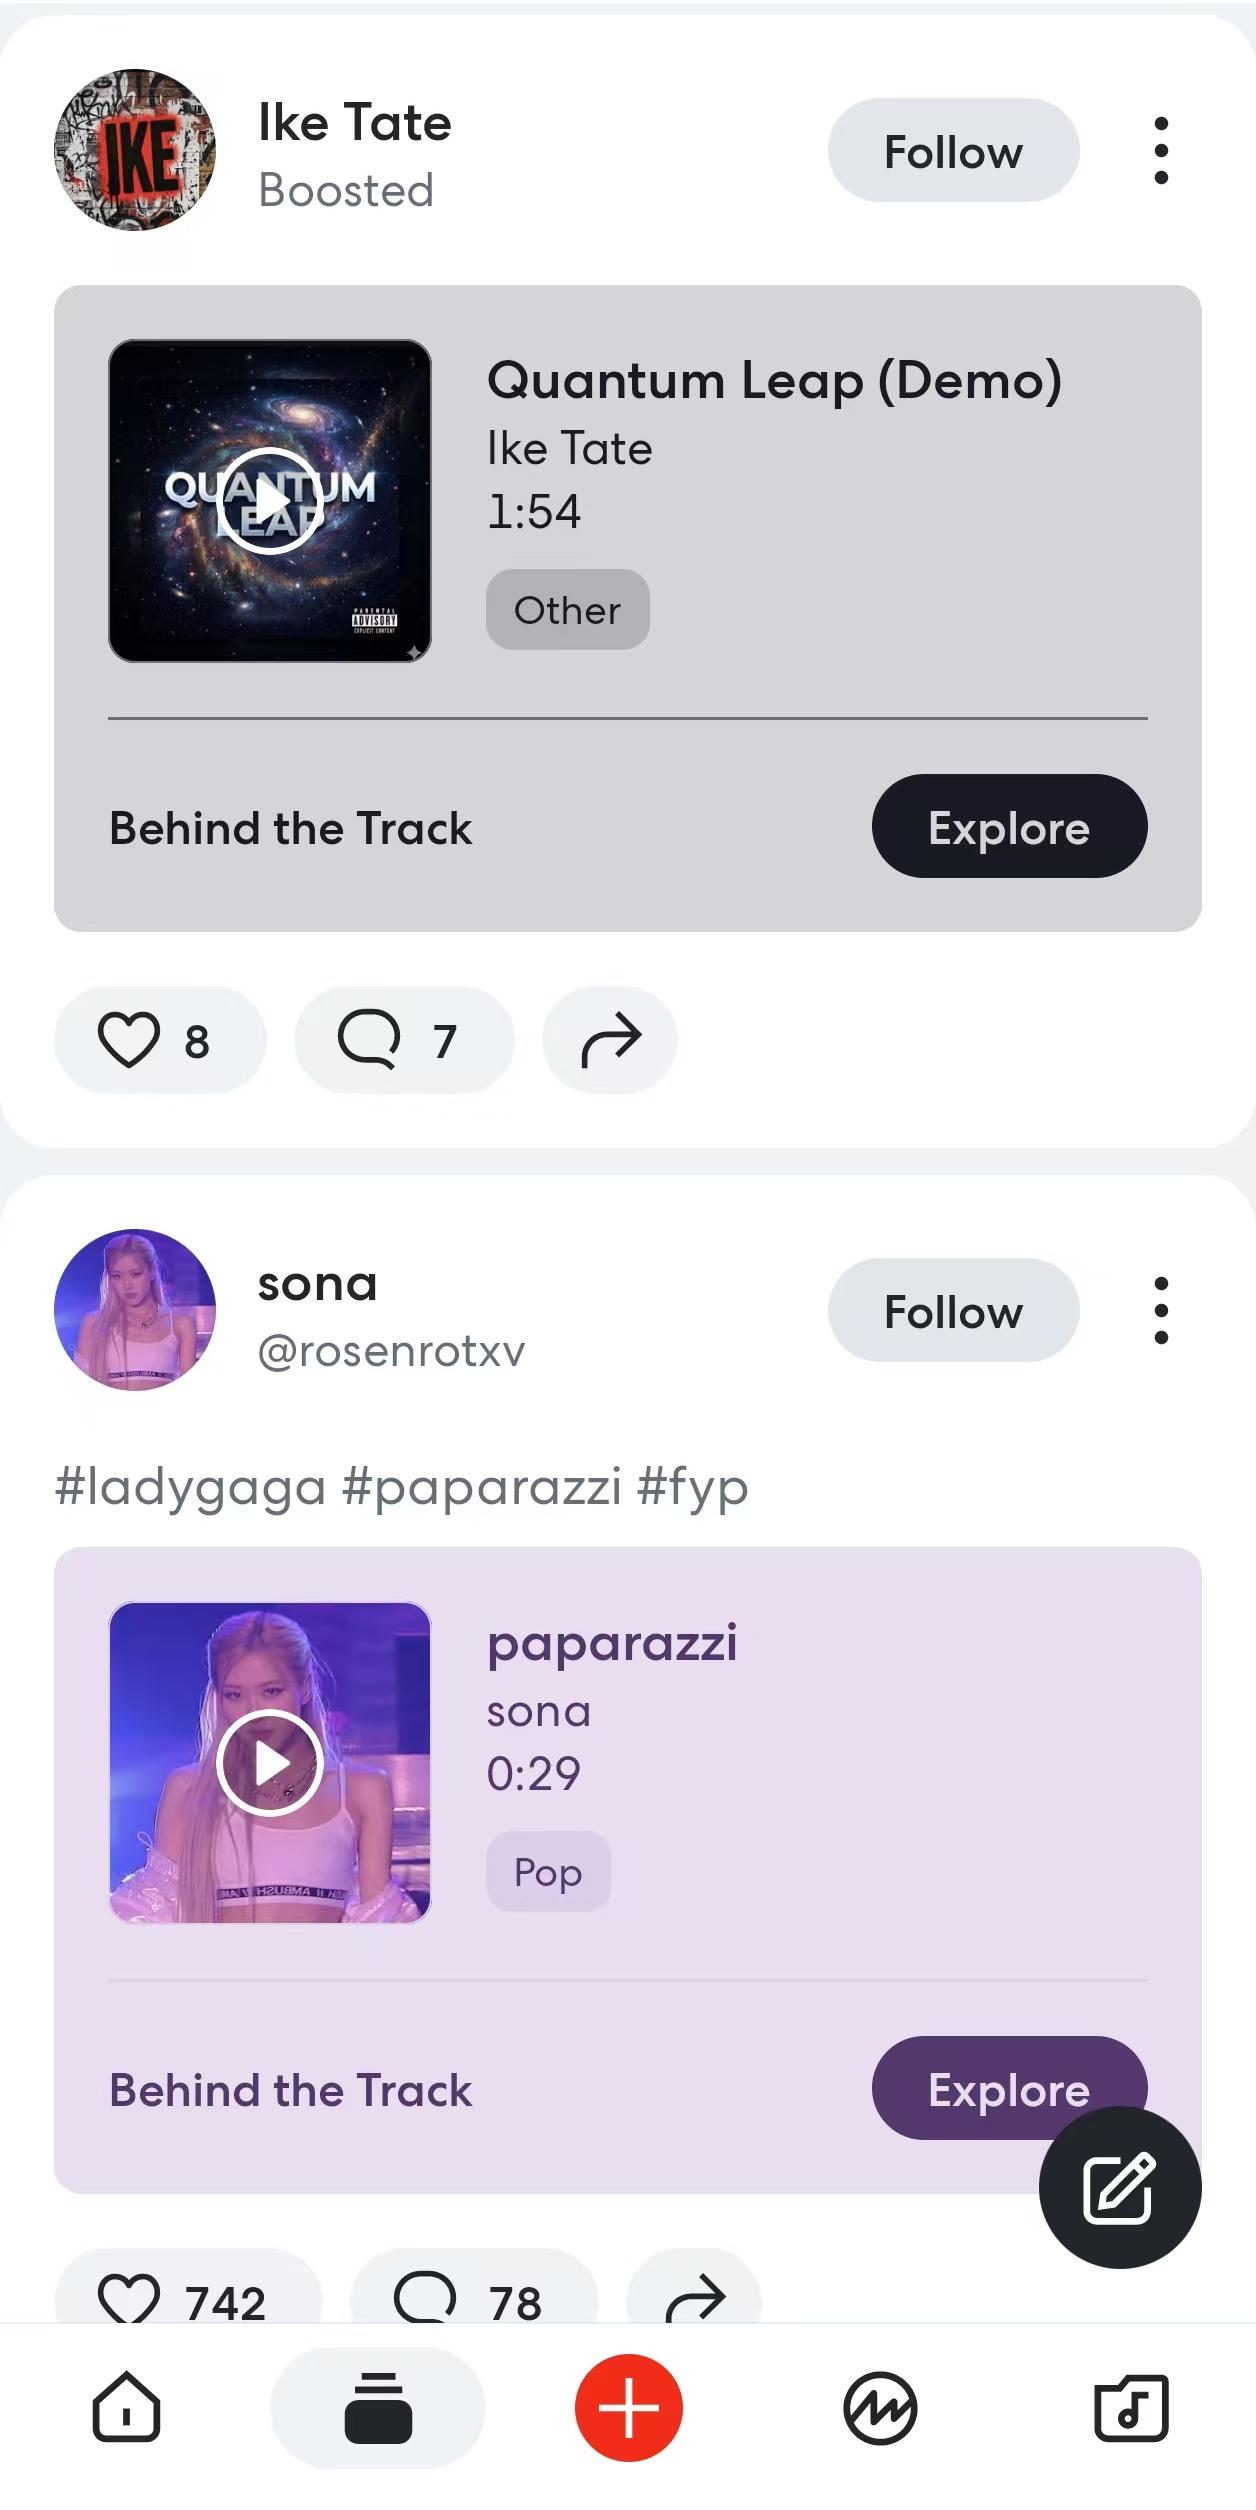 IKE
Ike Tate
Boosted
Follow
QUANTUM
LEAP
PARENTAL
ADVISORY
EXPLICIT CONTENT
Quantum Leap (Demo)
Ike Tate
1:54
Other
Behind the Track
Explore
8
7
sona
@rosenrotxv
Follow
#ladygaga #paparazzi #fyp
paparazzi
sona
0:29
Pop
Behind the Track
Explore
742
78